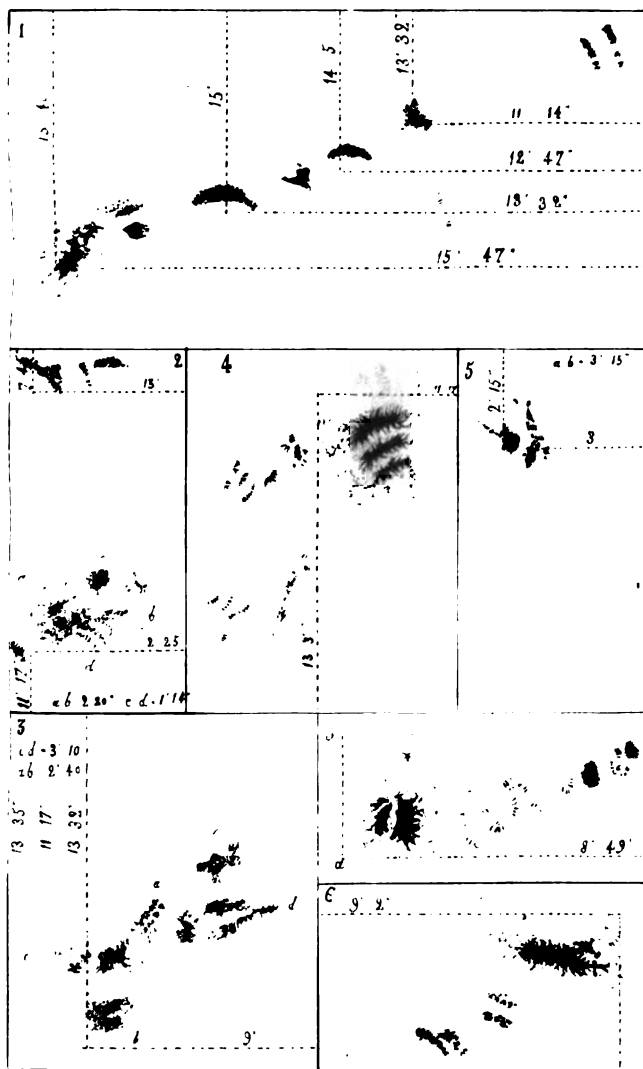 1
15'
14 5
13' 32"
11 14"
12' 47"
13' 32"
15' 47"
2
13'
b
2 25
d
11' 17
a b 2 20" c d = 1' 14"
4
13 3'
5
a b = 3' 15"
2' 15"
3
3
c d = 3' 10
ab 2' 40
13' 35"
11 17'
13' 32"
a
d
c
b
9'
d
8' 49"
6
9' 2'